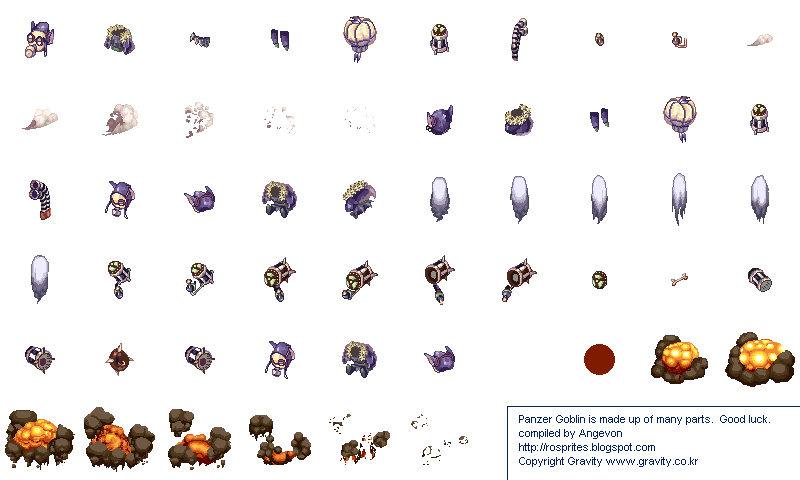 Panzer Goblin is made up of many parts.  Good luck.
compiled by Angevon
http://rosprites.blogspot.com
Copyright Gravity www.gravity.co.kr